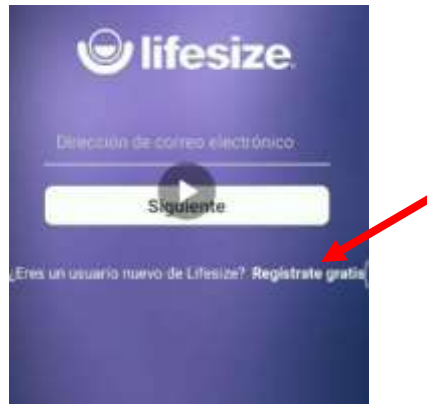 lifesize
Dirección de correo electrónico
Siguiente
¿Eres un usuario nuevo de Lifesize? Regístrate gratis